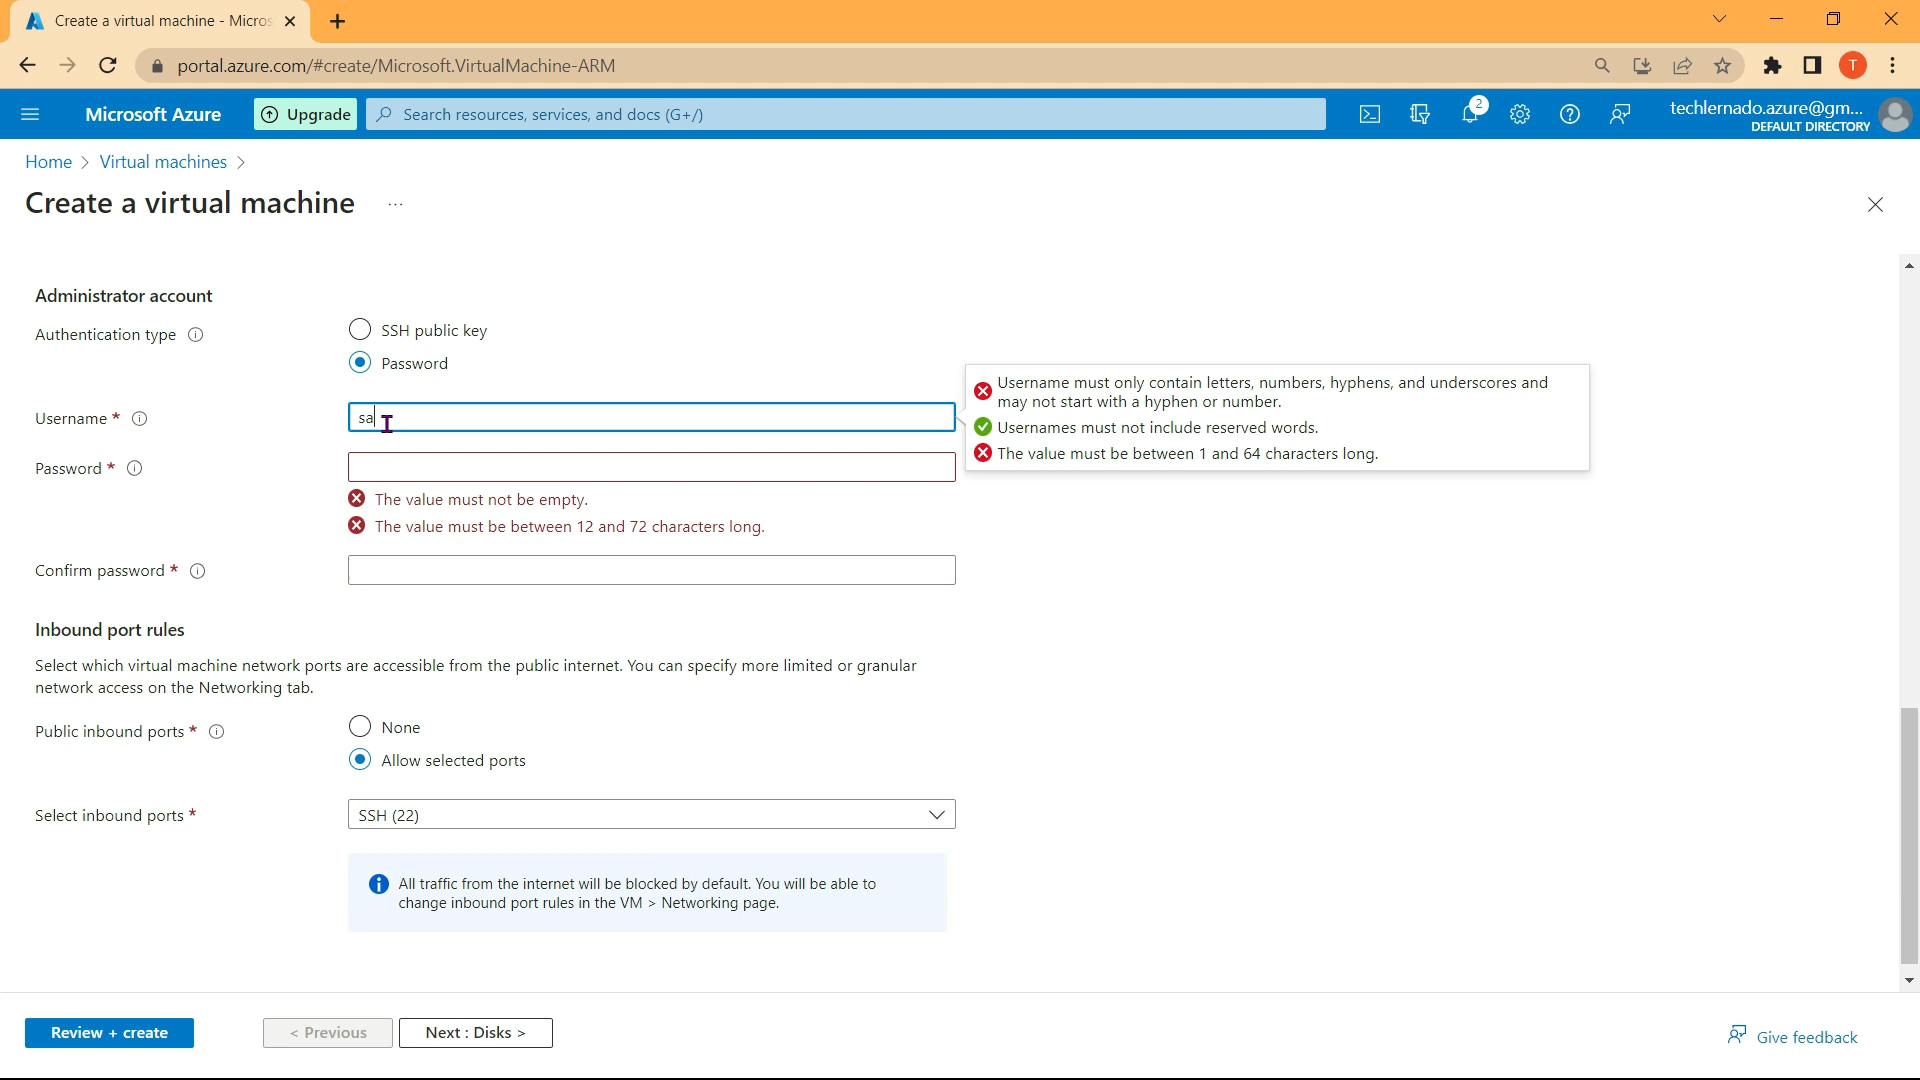 Create a virtual machine - Micros
portal.azure.com/#create/Microsoft.VirtualMachine-ARM
T
Microsoft Azure
Upgrade
Search resources, services, and docs (G+/)
2
techlernado.azure@gm...
DEFAULT DIRECTORY
Home > Virtual machines >
Create a virtual machine ...
Administrator account
Authentication type
SSH public key
Password
Username *
sa
Username must only contain letters, numbers, hyphens, and underscores and
may not start with a hyphen or number.
Usernames must not include reserved words.
The value must be between 1 and 64 characters long.
Password *
The value must not be empty.
The value must be between 12 and 72 characters long.
Confirm password *
Inbound port rules
Select which virtual machine network ports are accessible from the public internet. You can specify more limited or granular
network access on the Networking tab.
Public inbound ports *
None
Allow selected ports
Select inbound ports *
SSH (22)
All traffic from the internet will be blocked by default. You will be able to
change inbound port rules in the VM > Networking page.
Review + create
< Previous
Next : Disks >
Give feedback